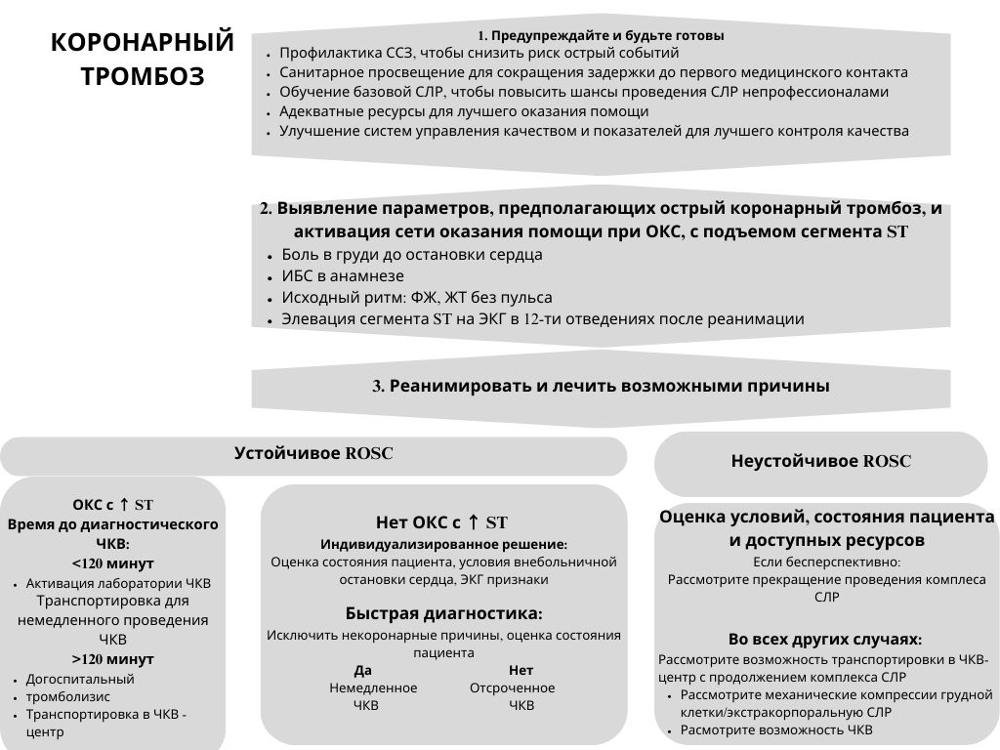 КОРОНАРНЫЙ
ТРОМБОЗ
1. Предупреждайте и будьте готовы
• Профилактика ССЗ, чтобы снизить риск острый событий
• Санитарное просвещение для сокращения задержки до первого медицинского контакта
• Обучение базовой СЛР, чтобы повысить шансы проведения СЛР непрофессионалами
• Адекватные ресурсы для лучшего оказания помощи
• Улучшение систем управления качеством и показателей для лучшего контроля качества
2. Выявление параметров, предполагающих острый коронарный тромбоз, и
активация сети оказания помощи при ОКС, с подъемом сегмента ST
• Боль в груди до остановки сердца
• ИБС в анамнезе
• Исходный ритм: ФЖ, ЖТ без пульса
• Элевация сегмента ST на ЭКГ в 12-ти отведениях после реанимации
3. Реанимировать и лечить возможными причины
Устойчивое ROSC
ОКС с ↑ ST
Время до диагностического
ЧКВ:
<120 минут
• Активация лаборатории ЧКВ
Транспортировка для
немедленного проведения
ЧКВ
>120 минут
• Догоспитальный
• тромболизис
• Транспортировка в ЧКВ -
центр
Нет ОКС с ↑ ST
Индивидуализированное решение:
Оценка состояния пациента, условия внебольничной
остановки сердца, ЭКГ признаки
Быстрая диагностика:
Исключить некоронарные причины, оценка состояния
пациента
Да Нет
Немедленное Отсроченное
ЧКВ ЧКВ
Неустойчивое ROSC
Оценка условий, состояния пациента
и доступных ресурсов
Если бесперспективно:
Рассмотрите прекращение проведения комплеса
СЛР
Во всех других случаях:
Рассмотрите возможность транспортировки в ЧКВ-
центр с продолжением комплекса СЛР
• Рассмотрите механические компрессии грудной
клетки/экстракорпоральную СЛР
• Расмотрите возможность ЧКВ